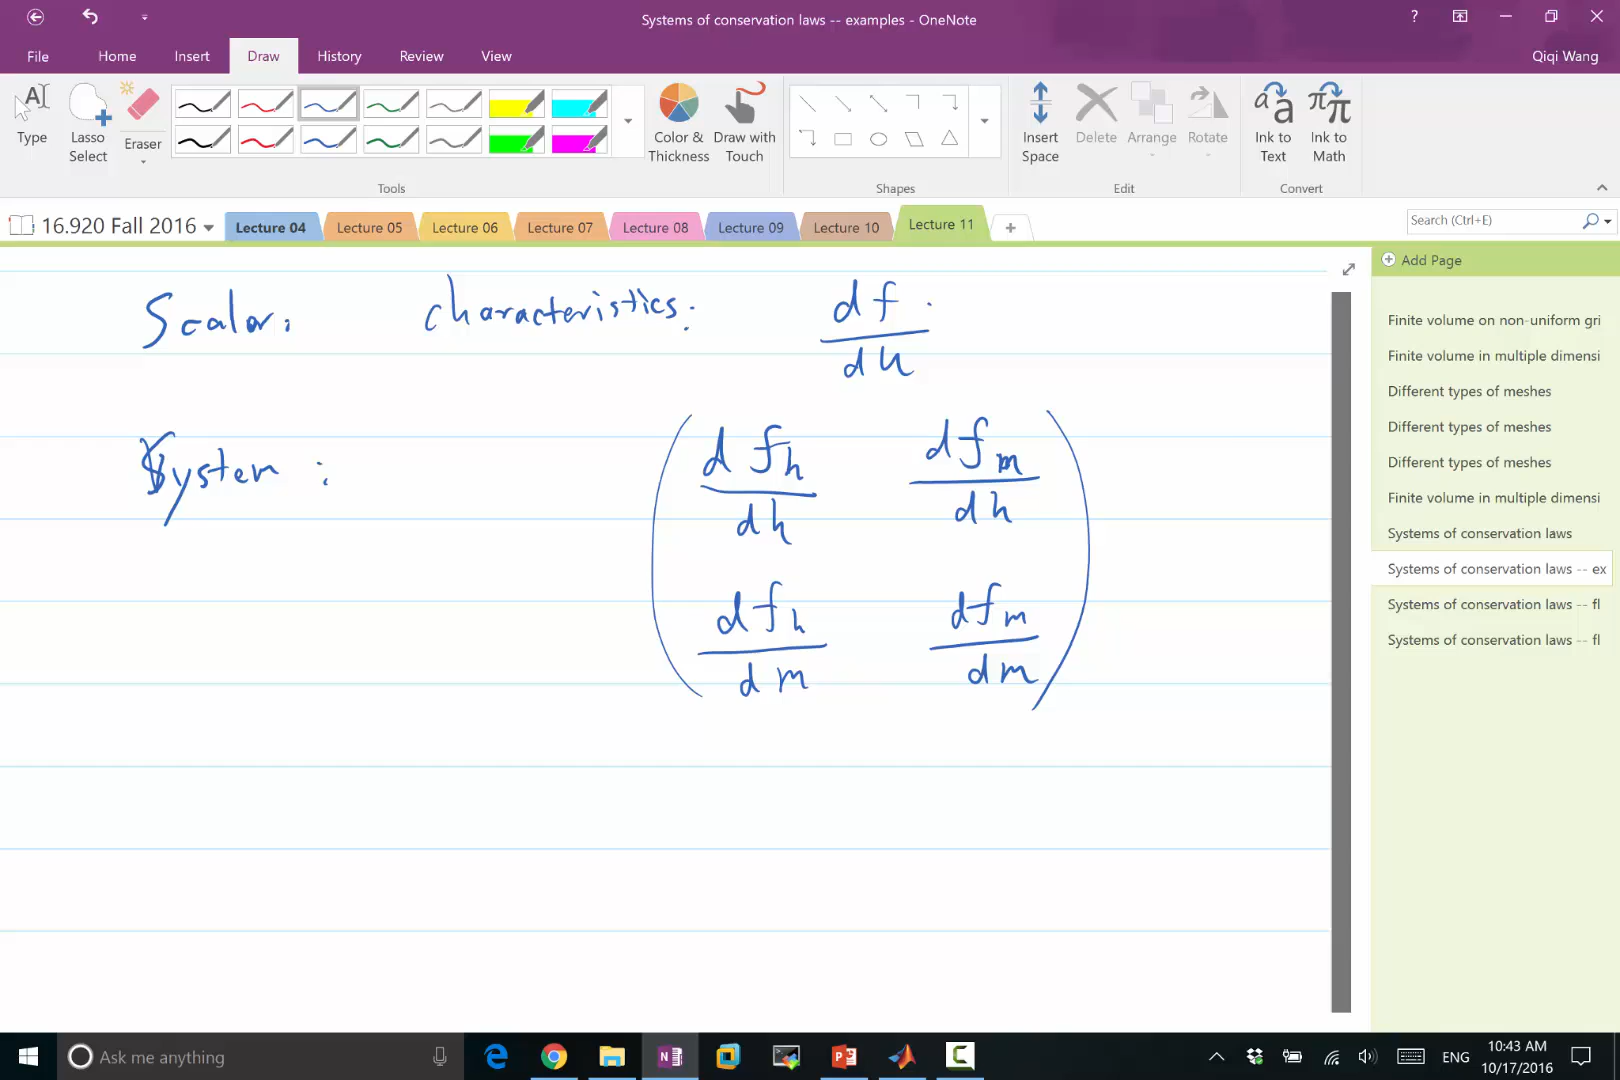 Systems of conservation laws -- examples - OneNote
?
File Home Insert Draw History Review View
Qiqi Wang
Type
Lasso Select
Eraser
Color & Thickness
Draw with Touch
Insert Space
Delete
Arrange
Rotate
Ink to Text
Ink to Math
Tools
Shapes
Edit
Convert
16.920 Fall 2016
Lecture 04 Lecture 05 Lecture 06 Lecture 07 Lecture 08 Lecture 09 Lecture 10 Lecture 11
Search (Ctrl+E)
Add Page
Finite volume on non-uniform gri
Finite volume in multiple dimensi
Different types of meshes
Different types of meshes
Different types of meshes
Finite volume in multiple dimensi
Systems of conservation laws
Systems of conservation laws -- ex
Systems of conservation laws -- fl
Systems of conservation laws -- fl
Scalar: characteristics: df
du
System :
d fh d fm
dh dh
d fh d fm
dm dm
Ask me anything
ENG
10:43 AM
10/17/2016